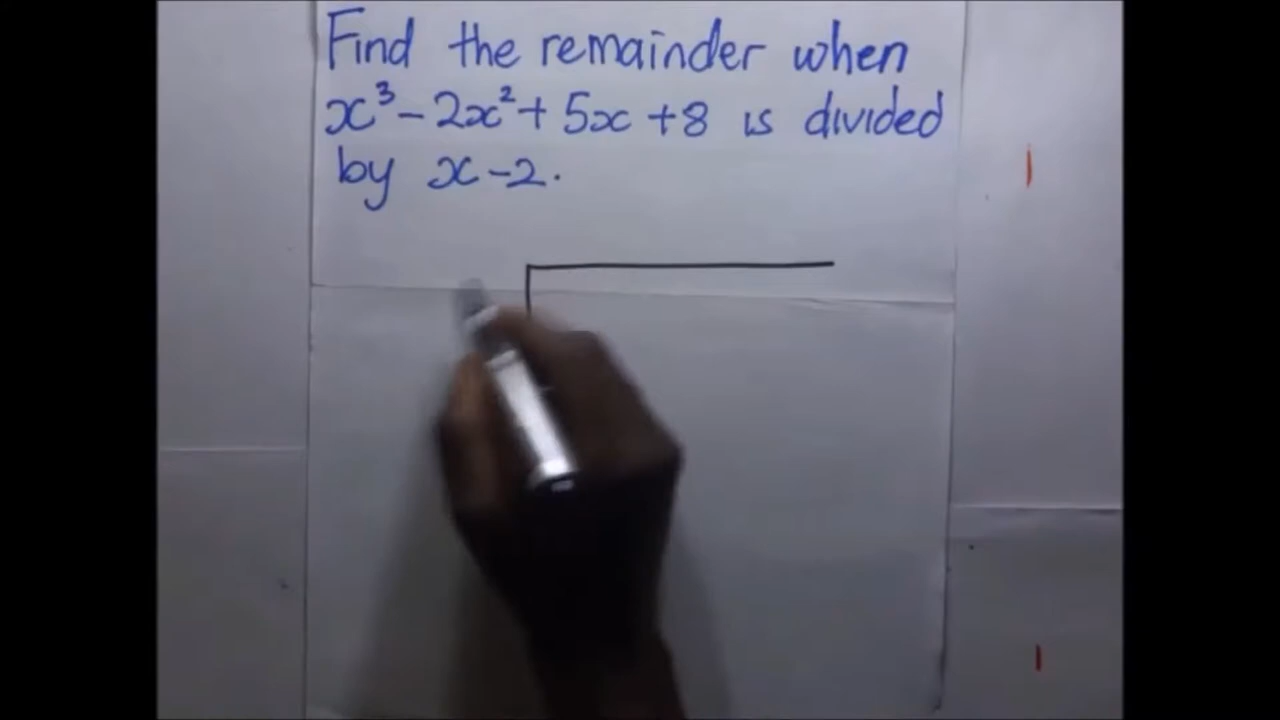 Find the remainder when
x³ - 2x² + 5x + 8 is divided
by x - 2.